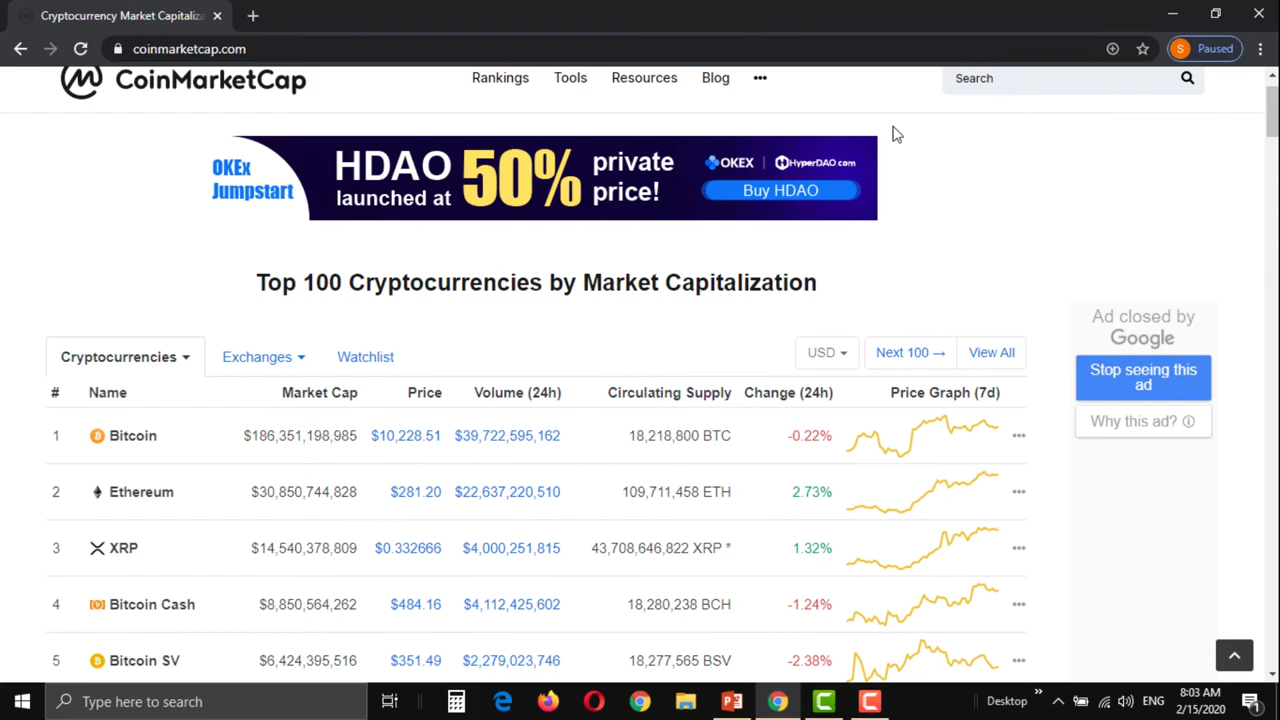 Cryptocurrency Market Capitaliza
coinmarketcap.com
S Paused
CoinMarketCap
Rankings Tools Resources Blog •••
Search
OKEx
Jumpstart
HDAO
launched at
50%
private
price!
OKEX | HyperDAO.com
Buy HDAO
Top 100 Cryptocurrencies by Market Capitalization
Ad closed by
Google
Stop seeing this
ad
Why this ad?
Cryptocurrencies Exchanges Watchlist USD Next 100 → View All
# Name Market Cap Price Volume (24h) Circulating Supply Change (24h) Price Graph (7d)
1 Bitcoin $186,351,198,985 $10,228.51 $39,722,595,162 18,218,800 BTC -0.22%
2 Ethereum $30,850,744,828 $281.20 $22,637,220,510 109,711,458 ETH 2.73%
3 XRP $14,540,378,809 $0.332666 $4,000,251,815 43,708,646,822 XRP * 1.32%
4 Bitcoin Cash $8,850,564,262 $484.16 $4,112,425,602 18,280,238 BCH -1.24%
5 Bitcoin SV $6,424,395,516 $351.49 $2,279,023,746 18,277,565 BSV -2.38%
Type here to search
Desktop
ENG
8:03 AM
2/15/2020
1